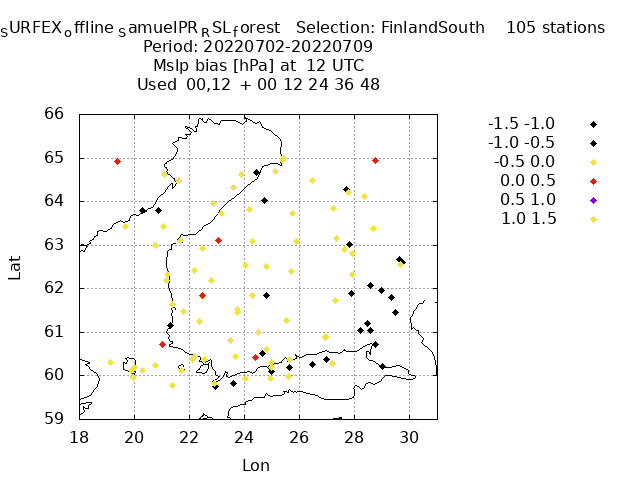 SURFEXoffline SamuelPRRSLforest Selection: FinlandSouth 105 stations
Period: 20220702-20220709
Mslp bias [hPa] at 12 UTC
Used 00,12 + 00 12 24 36 48
66
65
64
63
62
61
60
59
Lat
18 20 22 24 26 28 30
Lon
-1.5 -1.0
-1.0 -0.5
-0.5 0.0
0.0 0.5
0.5 1.0
1.0 1.5